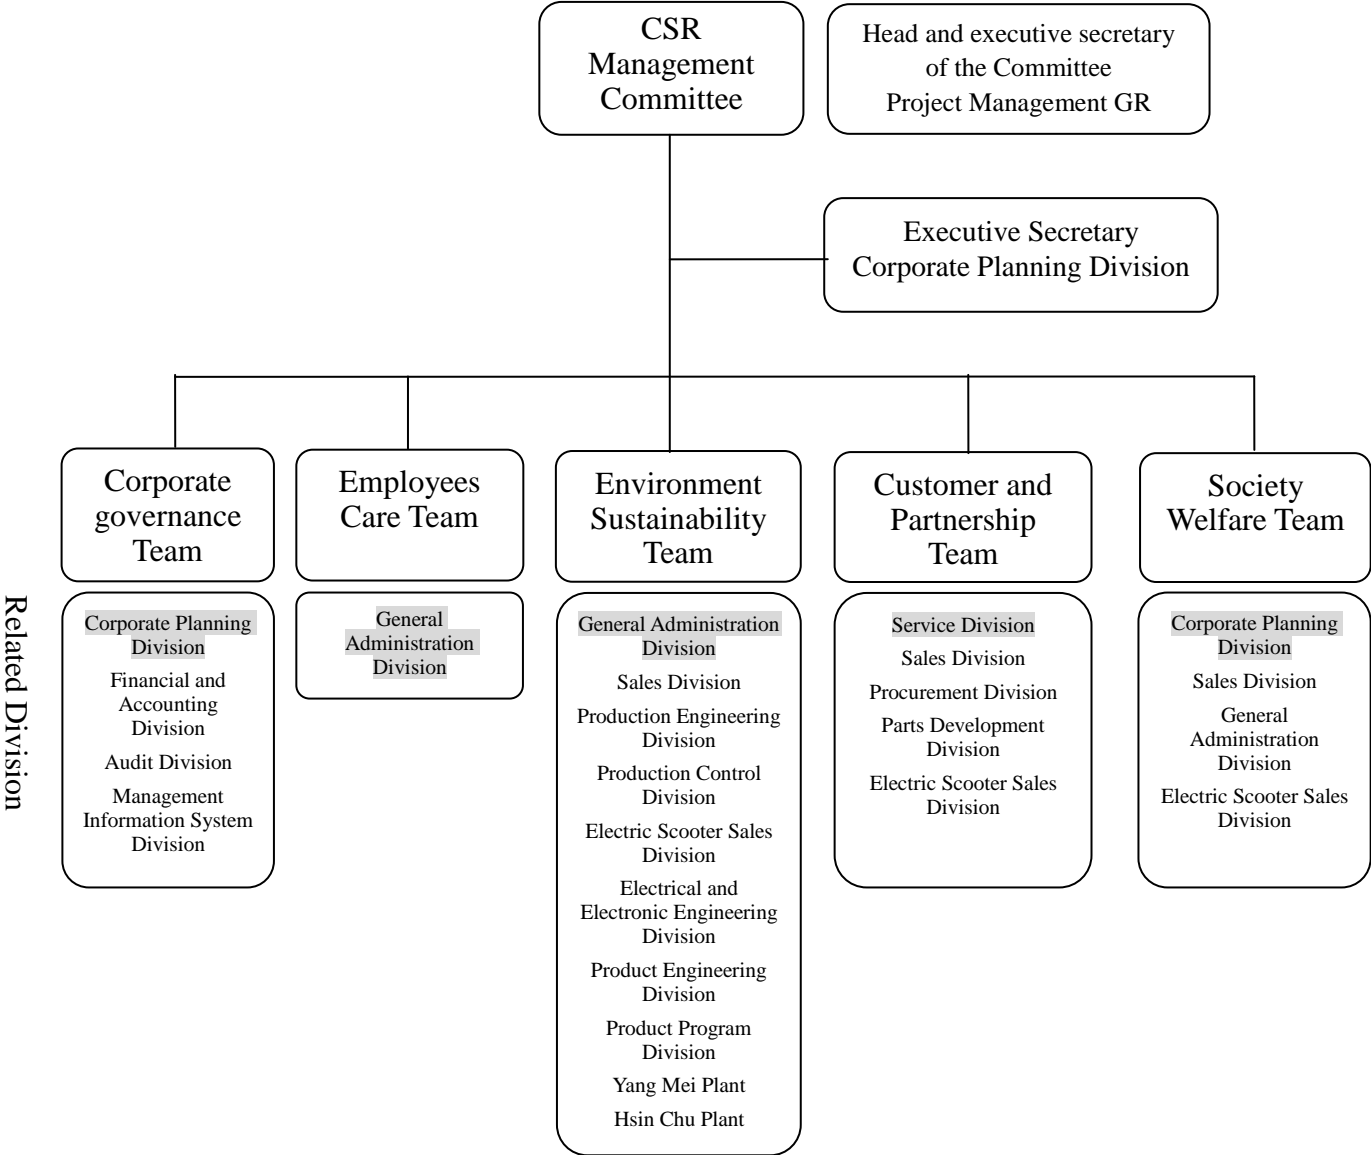 CSR
Management
Committee
Head and executive secretary
of the Committee
Project Management GR
Executive Secretary
Corporate Planning Division
Corporate
governance
Team
Employees
Care Team
Environment
Sustainability
Team
Customer and
Partnership
Team
Society
Welfare Team
Related Division
Corporate Planning
Division
Financial and
Accounting
Division
Audit Division
Management
Information System
Division
General
Administration
Division
General Administration
Division
Sales Division
Production Engineering
Division
Production Control
Division
Electric Scooter Sales
Division
Electrical and
Electronic Engineering
Division
Product Engineering
Division
Product Program
Division
Yang Mei Plant
Hsin Chu Plant
Service Division
Sales Division
Procurement Division
Parts Development
Division
Electric Scooter Sales
Division
Corporate Planning
Division
Sales Division
General
Administration
Division
Electric Scooter Sales
Division